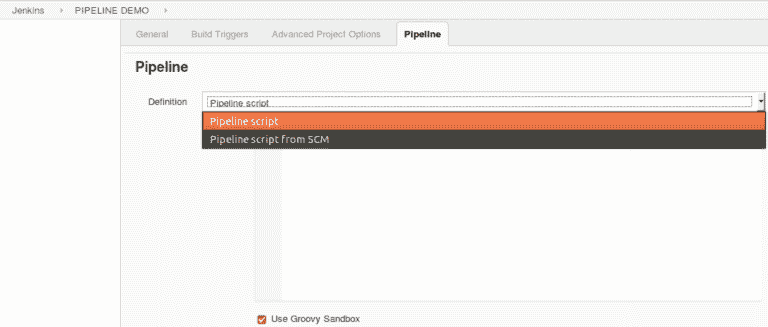 Jenkins › PIPELINE DEMO ›
General Build Triggers Advanced Project Options Pipeline
Pipeline
Definition Pipeline script
Pipeline script
Pipeline script from SCM
Use Groovy Sandbox